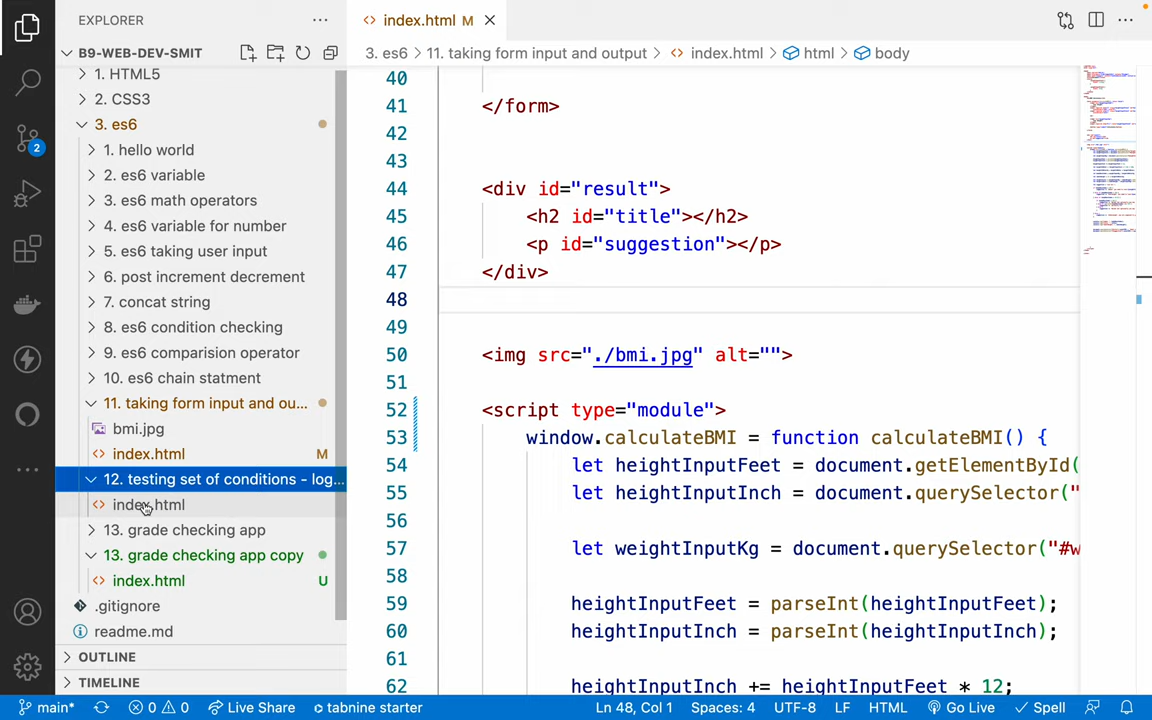 EXPLORER
B9-WEB-DEV-SMIT
1. HTML5
2. CSS3
3. es6
1. hello world
2. es6 variable
3. es6 math operators
4. es6 variable for number
5. es6 taking user input
6. post increment decrement
7. concat string
8. es6 condition checking
9. es6 comparision operator
10. es6 chain statment
11. taking form input and ou...
bmi.jpg
index.html M
12. testing set of conditions - log...
index.html
13. grade checking app
13. grade checking app copy
index.html U
.gitignore
readme.md
OUTLINE
TIMELINE
2
index.html M
3. es6 > 11. taking form input and output > index.html > html > body
40
41 </form>
42
43
44 <div id="result">
45 <h2 id="title"></h2>
46 <p id="suggestion"></p>
47 </div>
48
49
50 <img src="./bmi.jpg" alt="">
51
52 <script type="module">
53 window.calculateBMI = function calculateBMI() {
54 let heightInputFeet = document.getElementById(
55 let heightInputInch = document.querySelector("
56
57 let weightInputKg = document.querySelector("#w
58
59 heightInputFeet = parseInt(heightInputFeet);
60 heightInputInch = parseInt(heightInputInch);
61
62 heightInputInch += heightInputFeet * 12;
main* 0 0 Live Share tabnine starter Ln 48, Col 1 Spaces: 4 UTF-8 LF HTML Go Live Spell